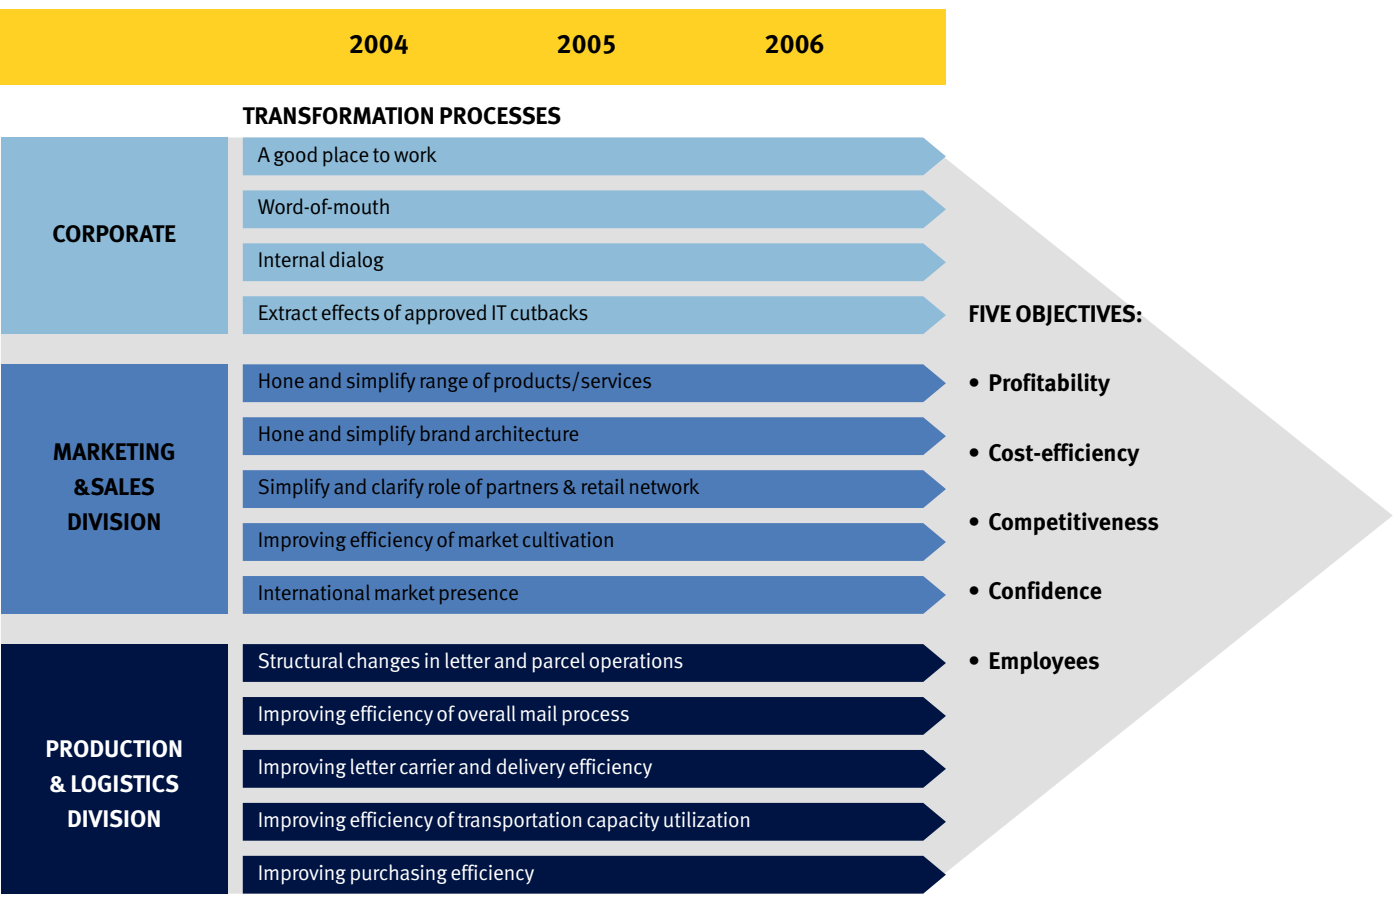 2004 2005 2006
TRANSFORMATION PROCESSES
CORPORATE
A good place to work
Word-of-mouth
Internal dialog
Extract effects of approved IT cutbacks
MARKETING
&SALES
DIVISION
Hone and simplify range of products/services
Hone and simplify brand architecture
Simplify and clarify role of partners & retail network
Improving efficiency of market cultivation
International market presence
PRODUCTION
& LOGISTICS
DIVISION
Structural changes in letter and parcel operations
Improving efficiency of overall mail process
Improving letter carrier and delivery efficiency
Improving efficiency of transportation capacity utilization
Improving purchasing efficiency
FIVE OBJECTIVES:
• Profitability
• Cost-efficiency
• Competitiveness
• Confidence
• Employees